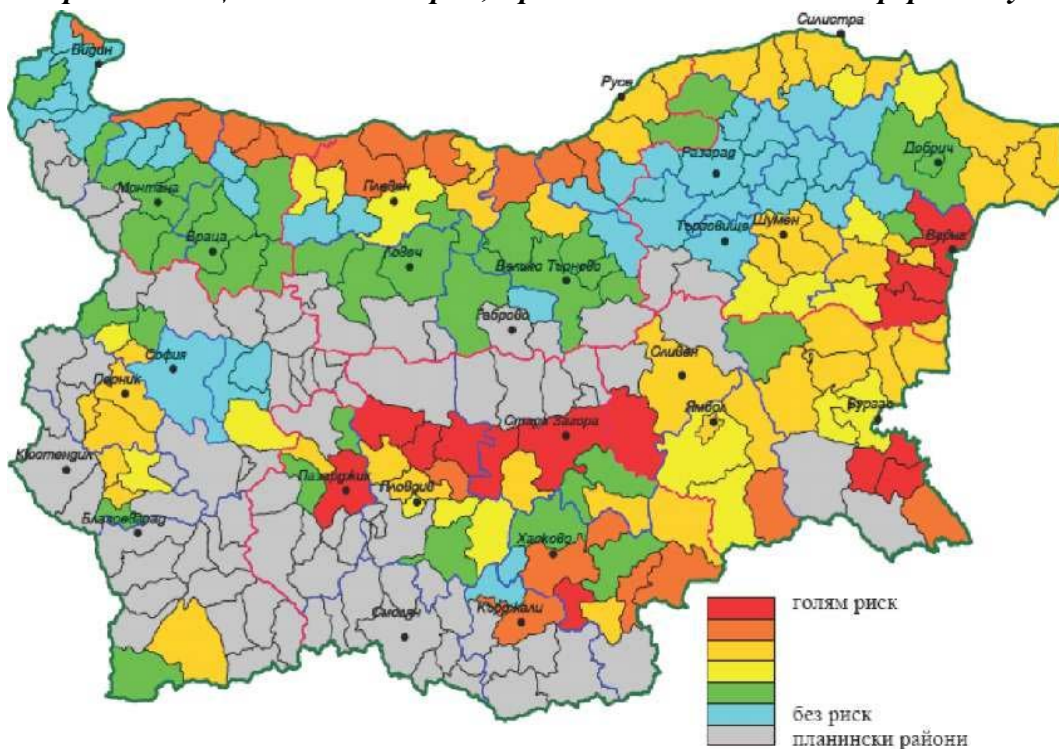 Силистра
Видин
Русе
Добрич
Разград
Монтана
Плевен
Търговище
Шумен
Варна
Враца
Ловеч
Велико Търново
Габрово
София
Сливен
Перник
Ямбол
Бургас
Стара Загора
Кюстендил
Пазарджик
Пловдив
Благоевград
Хасково
Смолян
Кърджали
голям риск
без риск
планински райони